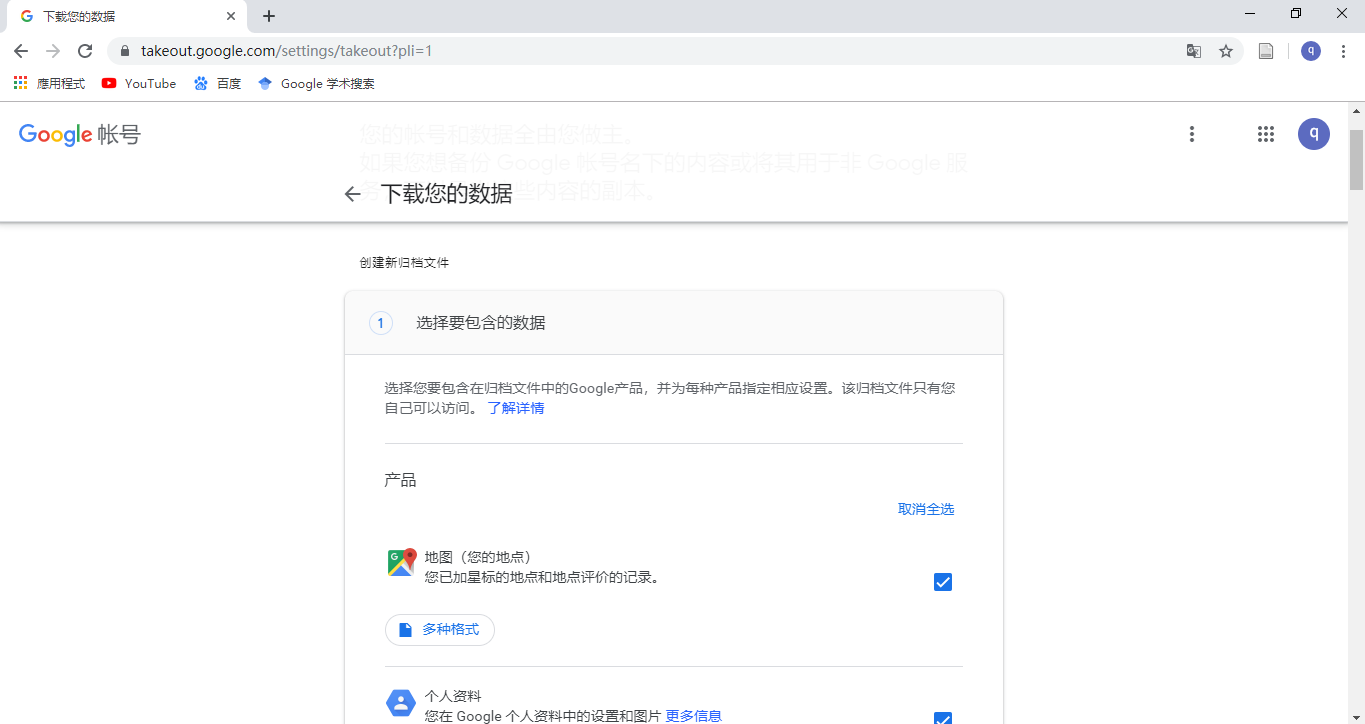 下载您的数据
takeout.google.com/settings/takeout?pli=1
q
應用程式
YouTube
百度
Google 学术搜索
Google 帐号
您的帐号和数据全由您做主。
如果您想备份 Google 帐号名下的内容或将其用于非 Google 服
务
些内容的副本。
q
下载您的数据
创建新归档文件
1 选择要包含的数据
选择您要包含在归档文件中的Google产品，并为每种产品指定相应设置。该归档文件只有您
自己可以访问。 了解详情
产品
取消全选
地图（您的地点）
您已加星标的地点和地点评价的记录。
多种格式
个人资料
您在 Google 个人资料中的设置和图片 更多信息